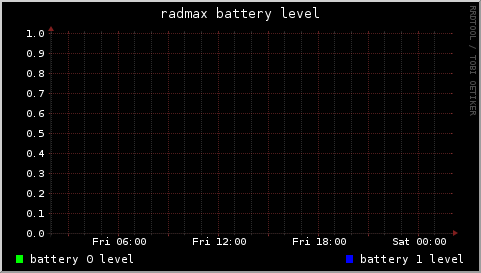 radmax battery level
RRDTOOL / TOBI OETIKER
1.0
0.9
0.8
0.7
0.6
0.5
0.4
0.3
0.2
0.1
0.0
Fri 06:00 Fri 12:00 Fri 18:00 Sat 00:00
battery 0 level battery 1 level